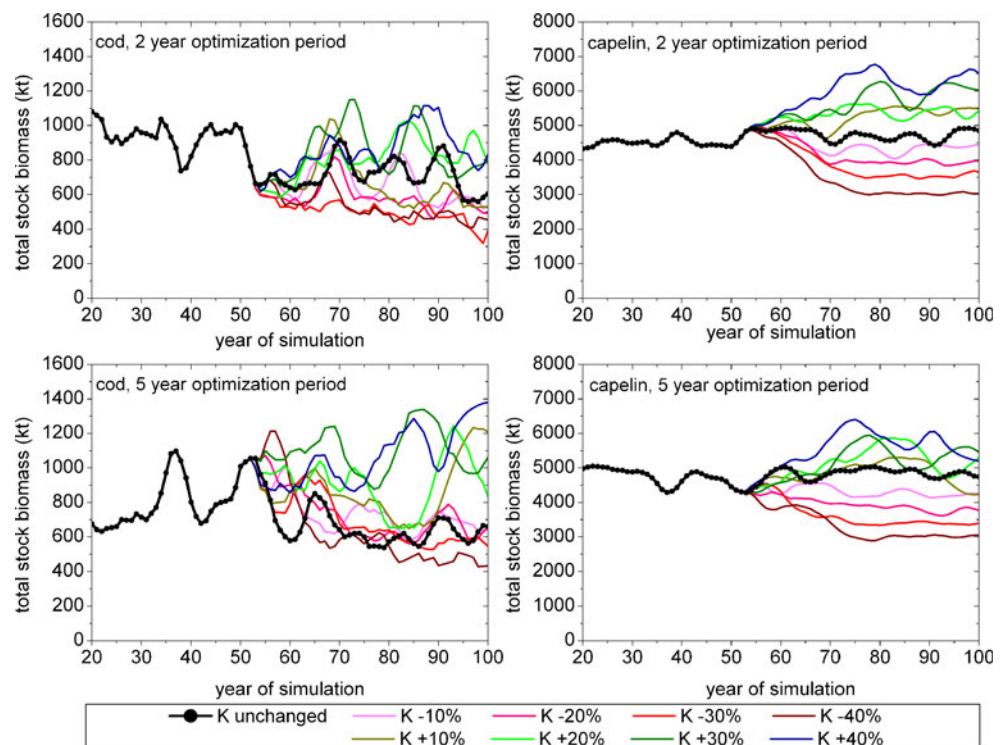 cod, 2 year optimization period
total stock biomass (kt)
1600
1400
1200
1000
800
600
400
200
0
20 30 40 50 60 70 80 90 100
year of simulation
capelin, 2 year optimization period
total stock biomass (kt)
8000
7000
6000
5000
4000
3000
2000
1000
0
20 30 40 50 60 70 80 90 100
year of simulation
cod, 5 year optimization period
total stock biomass (kt)
1600
1400
1200
1000
800
600
400
200
0
20 30 40 50 60 70 80 90 100
year of simulation
capelin, 5 year optimization period
total stock biomass (kt)
8000
7000
6000
5000
4000
3000
2000
1000
0
20 30 40 50 60 70 80 90 100
year of simulation
K unchanged K -10% K -20% K -30% K -40%
K +10% K +20% K +30% K +40%